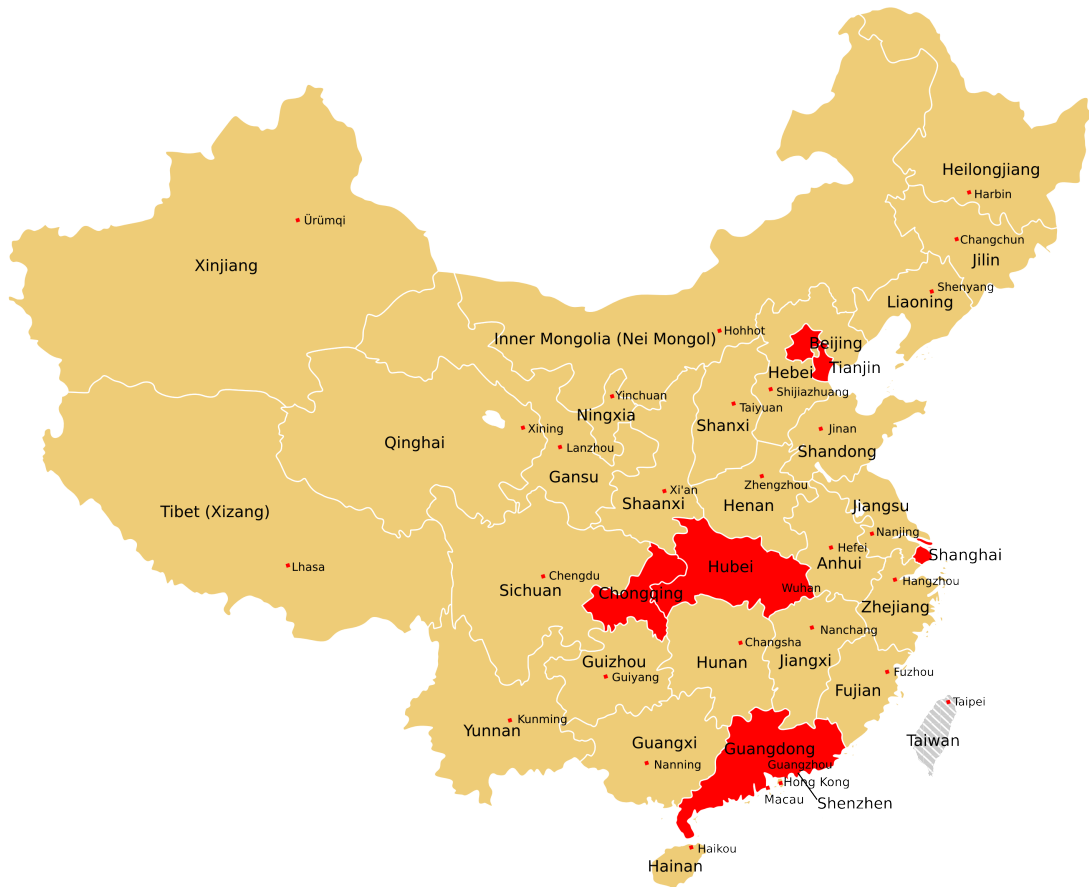 Heilongjiang
Harbin
Ürümqi
Changchun
Jilin
Xinjiang
Shenyang
Liaoning
Inner Mongolia (Nei Mongol)
Hohhot
Beijing
Tianjin
Hebei
Shijiazhuang
Yinchuan
Ningxia
Taiyuan
Shanxi
Xining
Jinan
Qinghai
Lanzhou
Shandong
Gansu
Zhengzhou
Xi'an
Shaanxi
Henan
Jiangsu
Tibet (Xizang)
Nanjing
Hefei
Anhui
Shanghai
Lhasa
Hubei
Chengdu
Sichuan
Hangzhou
Wuhan
Chongqing
Zhejiang
Nanchang
Changsha
Guizhou
Hunan
Jiangxi
Guiyang
Fuzhou
Fujian
Taipei
Kunming
Yunnan
Guangxi
Taiwan
Guangdong
Nanning
Guangzhou
Hong Kong
Macau
Shenzhen
Haikou
Hainan